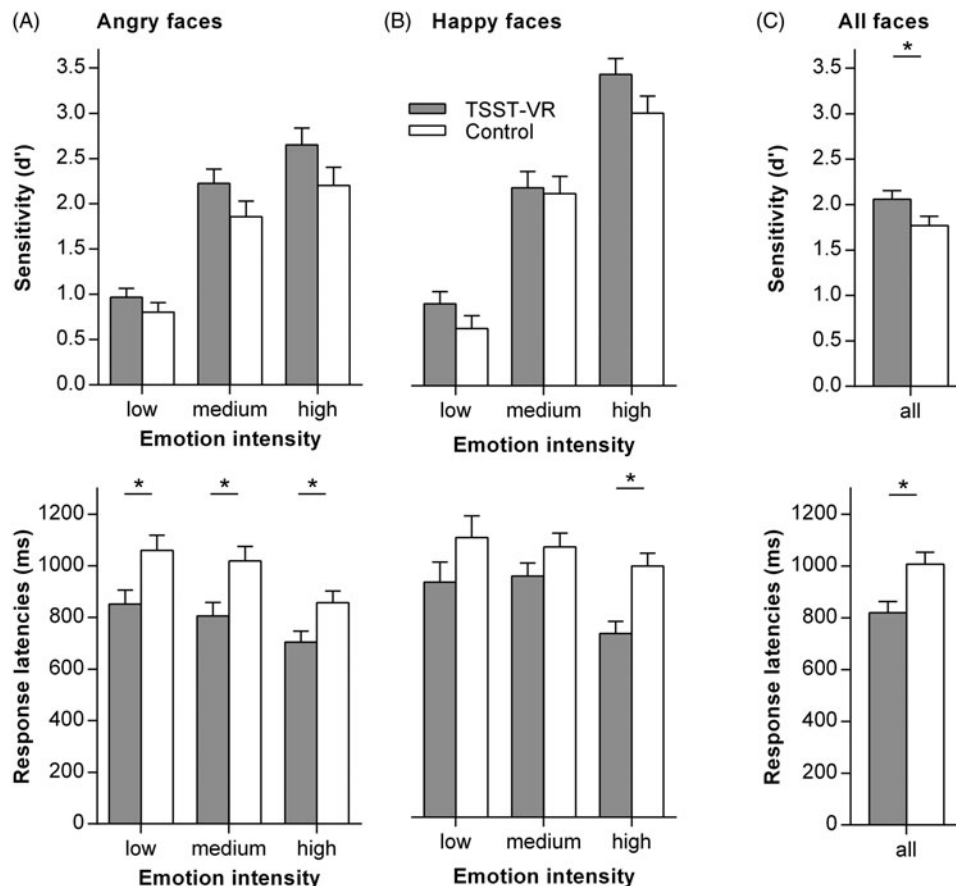 (A) Angry faces
(B) Happy faces
(C) All faces
Sensitivity (d')
3.5
3.0
2.5
2.0
1.5
1.0
0.5
0.0
low medium high
Emotion intensity
TSST-VR
Control
low medium high
Emotion intensity
*
Sensitivity (d')
3.5
3.0
2.5
2.0
1.5
1.0
0.5
0.0
all
Response latencies (ms)
1200
1000
800
600
400
200
0
* * *
low medium high
Emotion intensity
*
low medium high
Emotion intensity
*
Response latencies (ms)
1200
1000
800
600
400
200
0
all